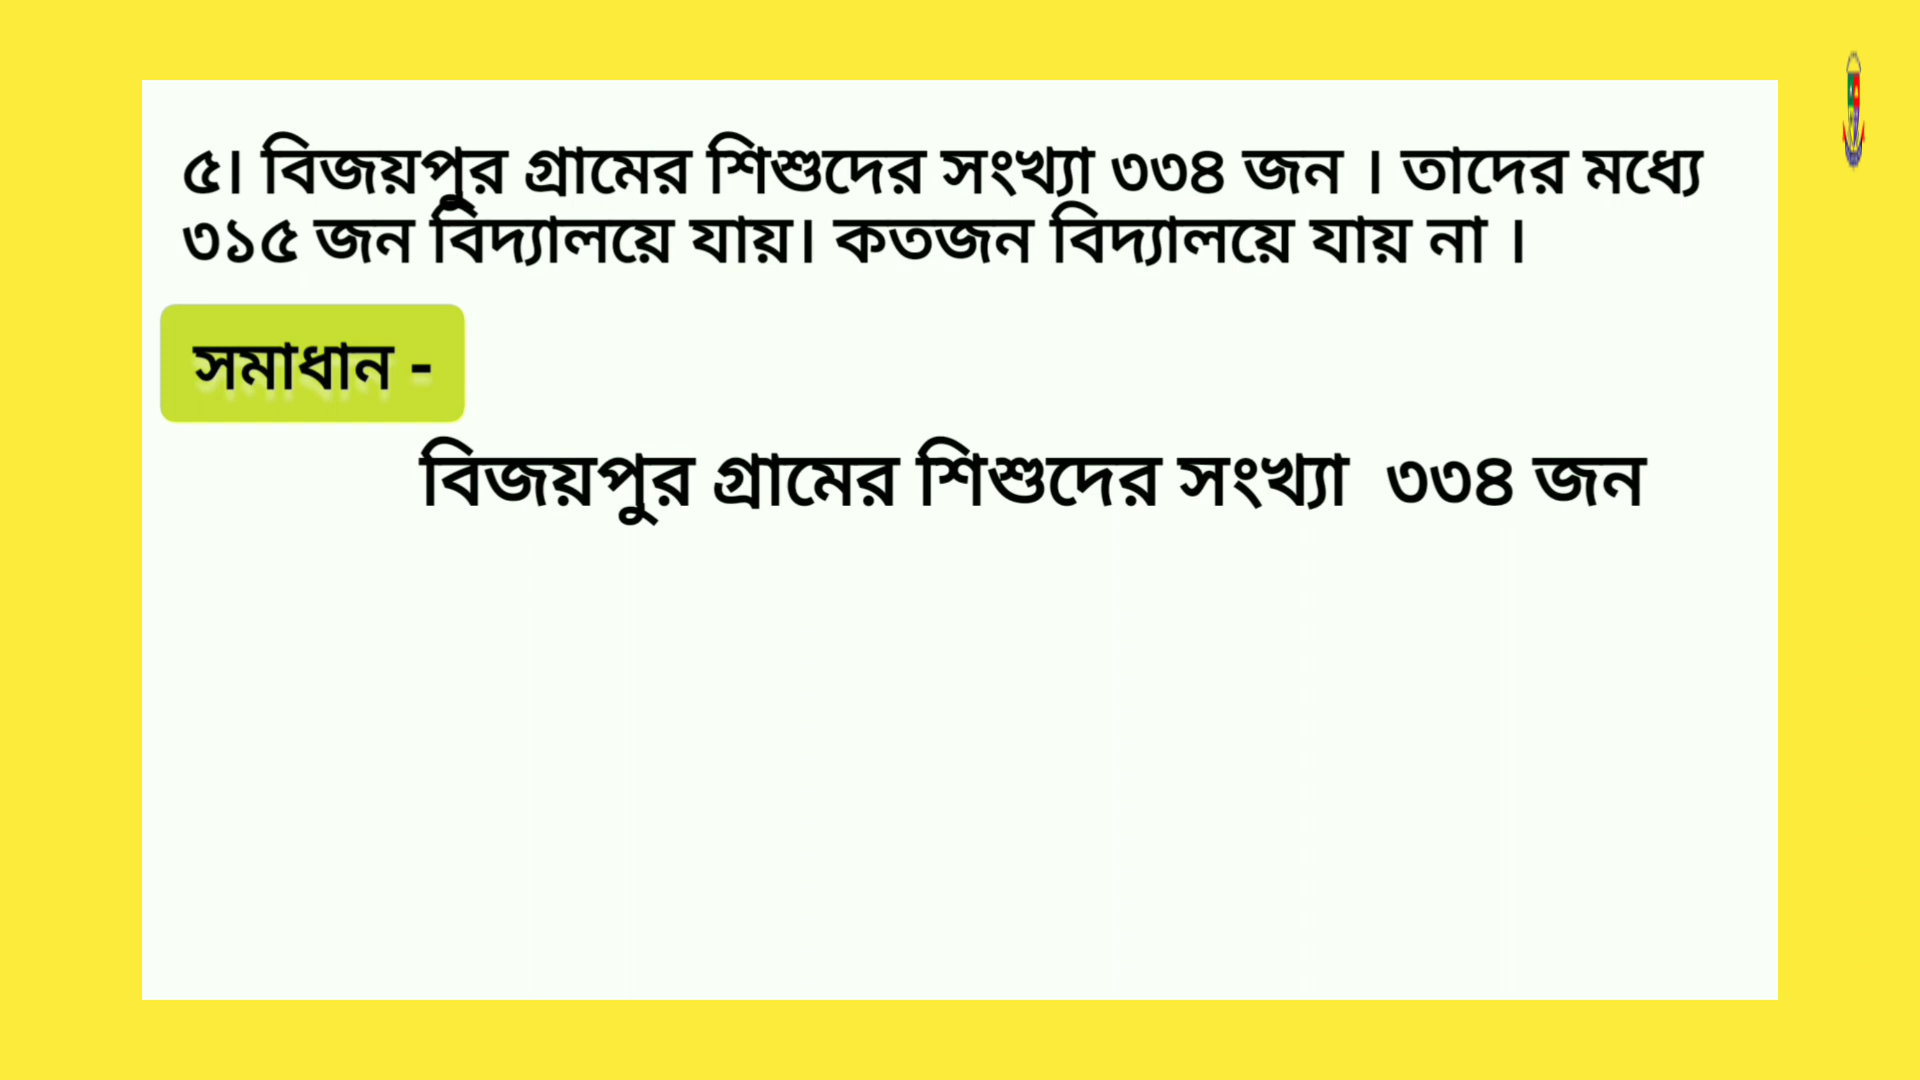 ৫। বিজয়পুর গ্রামের শিশুদের সংখ্যা ৩৩৪ জন । তাদের মধ্যে
৩১৫ জন বিদ্যালয়ে যায়। কতজন বিদ্যালয়ে যায় না ।
সমাধান -
বিজয়পুর গ্রামের শিশুদের সংখ্যা ৩৩৪ জন